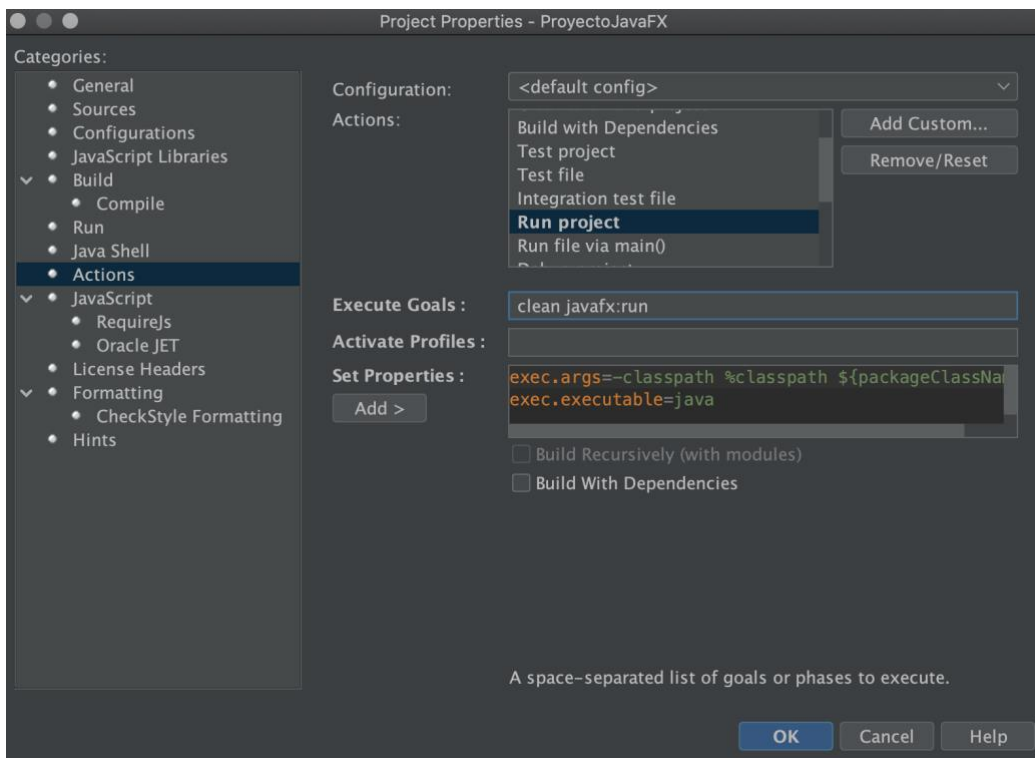 Project Properties - ProyectoJavaFX
Categories:
General
Sources
Configurations
JavaScript Libraries
Build
Compile
Run
Java Shell
Actions
JavaScript
RequireJs
Oracle JET
License Headers
Formatting
CheckStyle Formatting
Hints
Configuration:
<default config>
Actions:
Build with Dependencies
Test project
Test file
Integration test file
Run project
Run file via main()
Add Custom...
Remove/Reset
Execute Goals :
clean javafx:run
Activate Profiles :
Set Properties :
Add >
exec.args=-classpath %classpath ${packageClassNa
exec.executable=java
Build Recursively (with modules)
Build With Dependencies
A space-separated list of goals or phases to execute.
OK
Cancel
Help